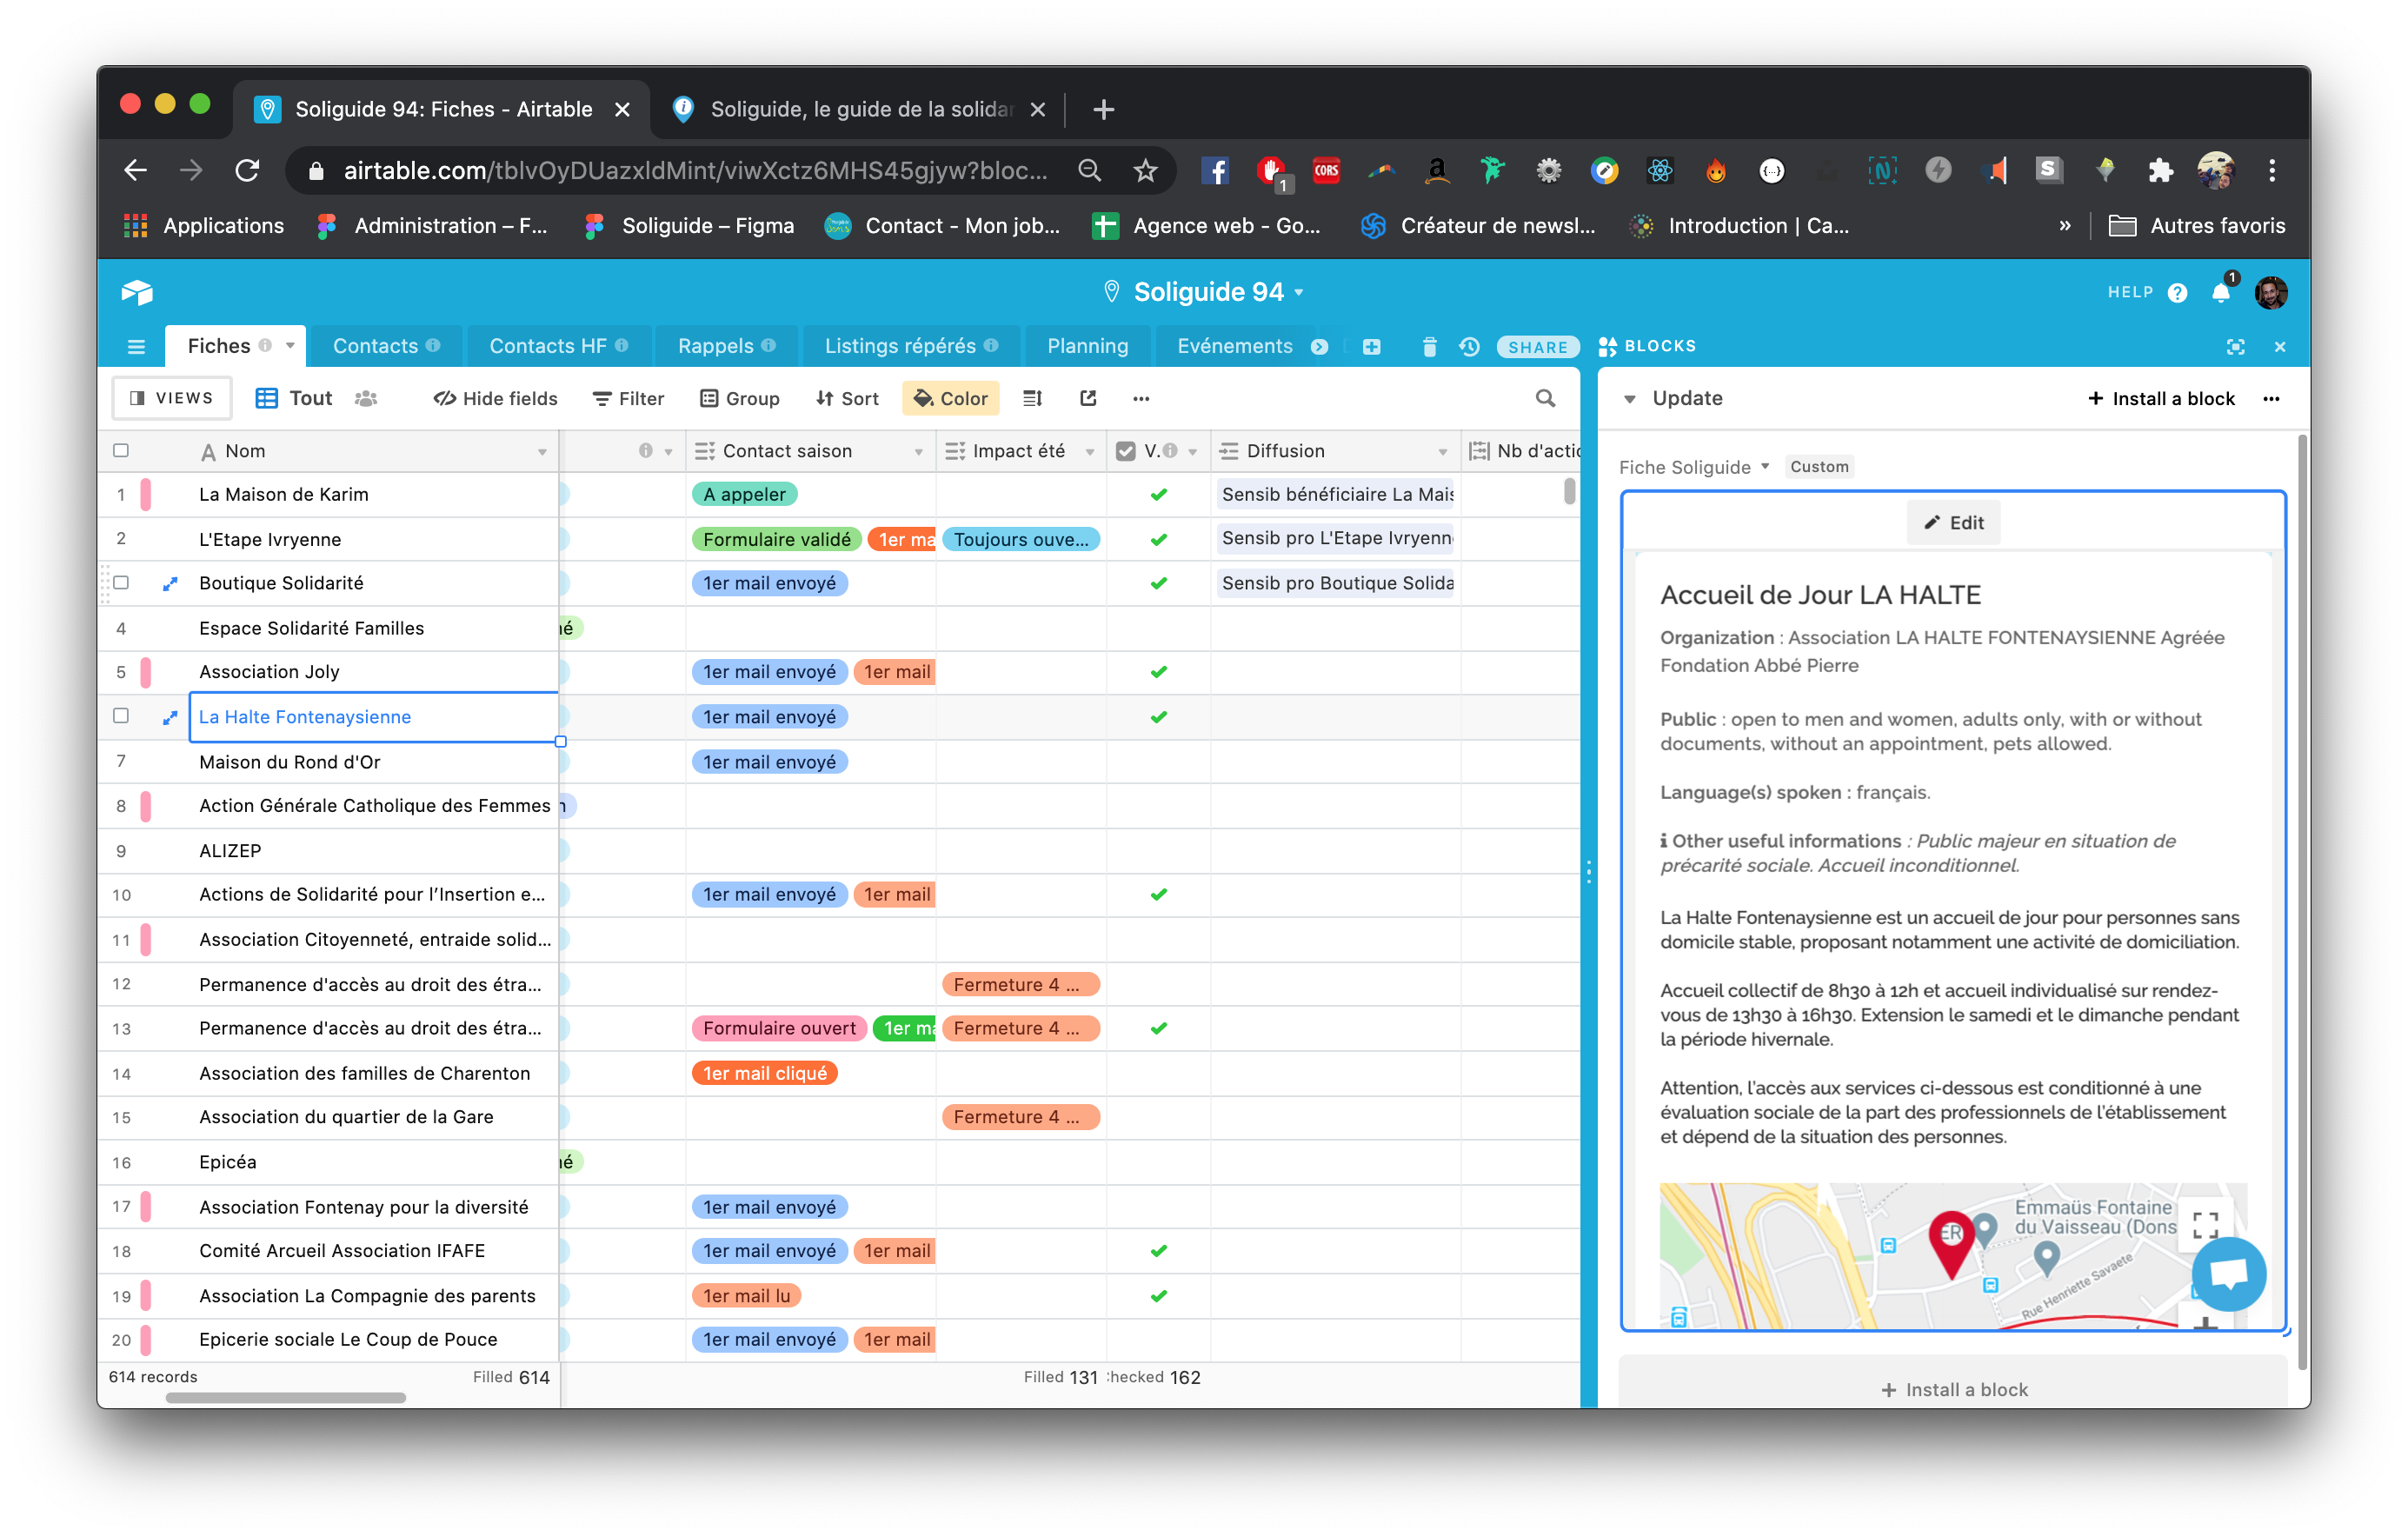 Soliguide 94: Fiches - Airtable
Soliguide, le guide de la solidar
airtable.com/tblvOyDUazxldMint/viwXctz6MHS45gjyw?bloc...
1
CORS
Applications
Administration – F...
Soliguide – Figma
Contact - Mon job...
Agence web - Go...
Créateur de newsl...
Introduction | Ca...
»
Autres favoris
Soliguide 94
HELP
1
Fiches
Contacts
Contacts HF
Rappels
Listings répérés
Planning
Evénements
SHARE
BLOCKS
VIEWS
Tout
Hide fields
Filter
Group
Sort
Color
Update
+ Install a block
Nom
Contact saison
Impact été
V.
Diffusion
Nb d'actio
Fiche Soliguide
Custom
1 La Maison de Karim A appeler Sensib bénéficiaire La Mais
2 L'Etape Ivryenne Formulaire validé 1er ma Toujours ouve... Sensib pro L'Etape Ivryenn
Boutique Solidarité 1er mail envoyé Sensib pro Boutique Solida
4 Espace Solidarité Familles é
5 Association Joly 1er mail envoyé 1er mail
La Halte Fontenaysienne 1er mail envoyé
7 Maison du Rond d'Or 1er mail envoyé
8 Action Générale Catholique des Femmes
9 ALIZEP
10 Actions de Solidarité pour l’Insertion e... 1er mail envoyé 1er mail
11 Association Citoyenneté, entraide solid...
12 Permanence d'accès au droit des étra... Fermeture 4 ...
13 Permanence d'accès au droit des étra... Formulaire ouvert 1er ma Fermeture 4 ...
14 Association des familles de Charenton 1er mail cliqué
15 Association du quartier de la Gare Fermeture 4 ...
16 Epicéa é
17 Association Fontenay pour la diversité 1er mail envoyé
18 Comité Arcueil Association IFAFE 1er mail envoyé 1er mail
19 Association La Compagnie des parents 1er mail lu
20 Epicerie sociale Le Coup de Pouce 1er mail envoyé 1er mail
614 records Filled 614 Filled 131 hecked 162
Edit
Accueil de Jour LA HALTE
Organization : Association LA HALTE FONTENAYSIENNE Agréée
Fondation Abbé Pierre
Public : open to men and women, adults only, with or without
documents, without an appointment, pets allowed.
Language(s) spoken : français.
Other useful informations : Public majeur en situation de
précarité sociale. Accueil inconditionnel.
La Halte Fontenaysienne est un accueil de jour pour personnes sans
domicile stable, proposant notamment une activité de domiciliation.
Accueil collectif de 8h30 à 12h et accueil individualisé sur rendez-
vous de 13h30 à 16h30. Extension le samedi et le dimanche pendant
la période hivernale.
Attention, l’accès aux services ci-dessous est conditionné à une
évaluation sociale de la part des professionnels de l’établissement
et dépend de la situation des personnes.
Emmaüs Fontaine
du Vaisseau (Dons
ER
Rue Henriette Savaete
+ Install a block